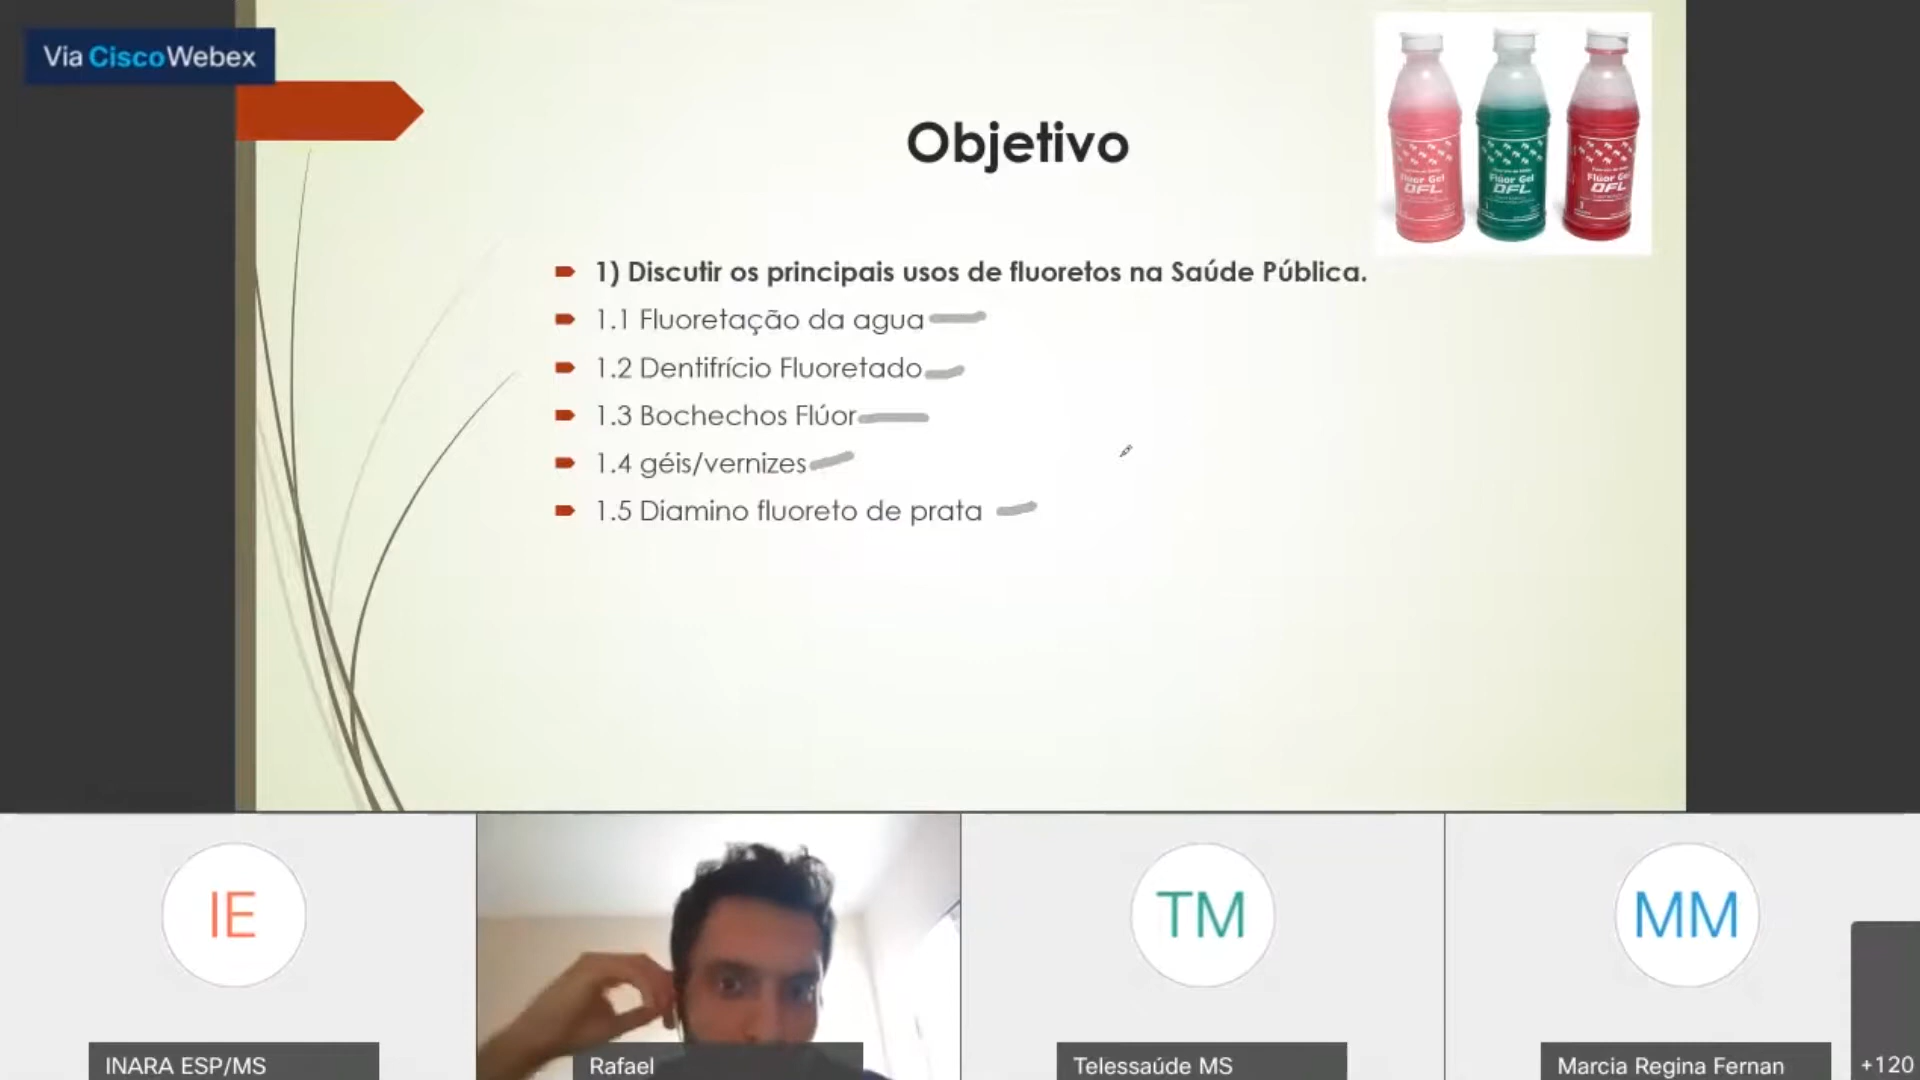 Via CiscoWebex
Objetivo
Flúor Gel
DFL
Flúor Gel
DFL
Flúor Gel
DFL
1) Discutir os principais usos de fluoretos na Saúde Pública.
1.1 Fluoretação da agua
1.2 Dentifrício Fluoretado
1.3 Bochechos Flúor
1.4 géis/vernizes
1.5 Diamino fluoreto de prata
IE
TM
MM
INARA ESP/MS
Rafael
Telessaúde MS
Marcia Regina Fernan
+120